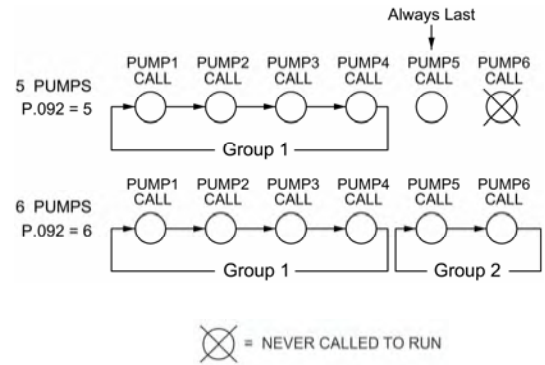 Always Last
PUMP1 PUMP2 PUMP3 PUMP4 PUMP5 PUMP6
CALL CALL CALL CALL CALL CALL
5 PUMPS
P.092 = 5
Group 1
PUMP1 PUMP2 PUMP3 PUMP4 PUMP5 PUMP6
CALL CALL CALL CALL CALL CALL
6 PUMPS
P.092 = 6
Group 1 Group 2
= NEVER CALLED TO RUN